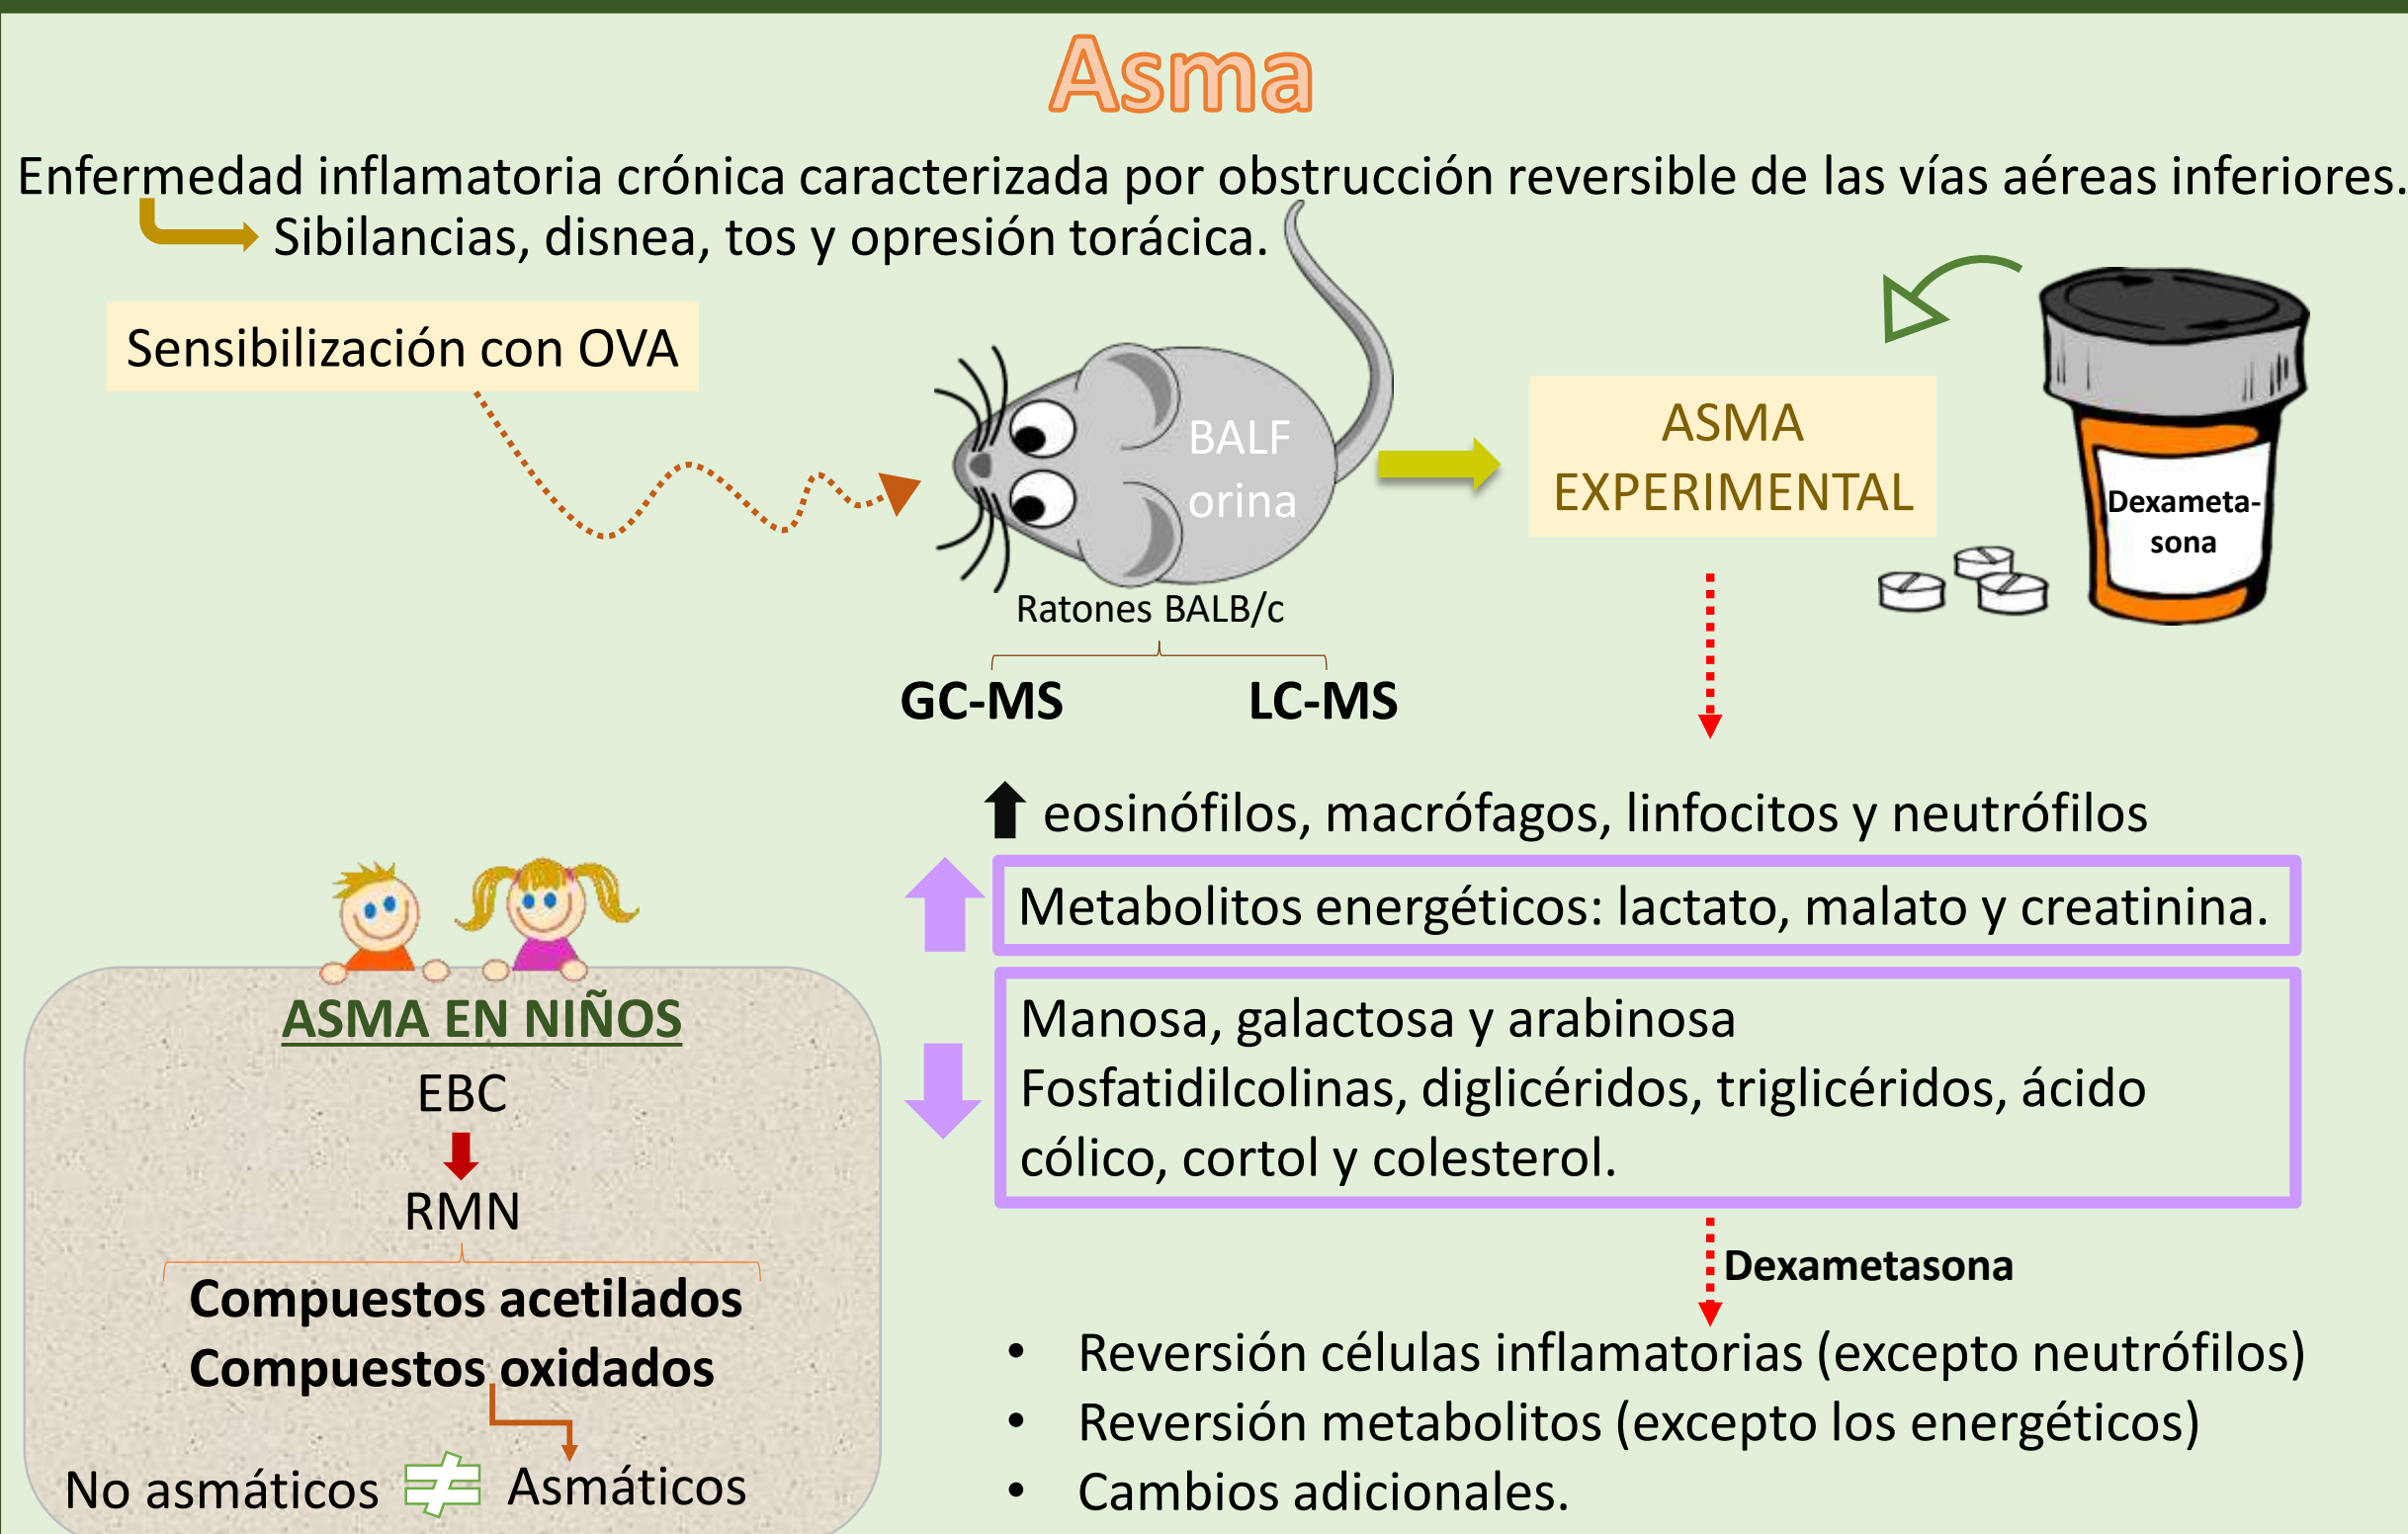 Asma
Enfermedad inflamatoria crónica caracterizada por obstrucción reversible de las vías aéreas inferiores.
Sibilancias, disnea, tos y opresión torácica.
Sensibilización con OVA
BALF
orina
Ratones BALB/c
GC-MS
LC-MS
ASMA
EXPERIMENTAL
Dexameta-
sona
eosinófilos, macrófagos, linfocitos y neutrófilos
Metabolitos energéticos: lactato, malato y creatinina.
Manosa, galactosa y arabinosa
Fosfatidilcolinas, diglicéridos, triglicéridos, ácido
cólico, cortol y colesterol.
Dexametasona
• Reversión células inflamatorias (excepto neutrófilos)
• Reversión metabolitos (excepto los energéticos)
• Cambios adicionales.
ASMA EN NIÑOS
EBC
RMN
Compuestos acetilados
Compuestos oxidados
No asmáticos ≠ Asmáticos